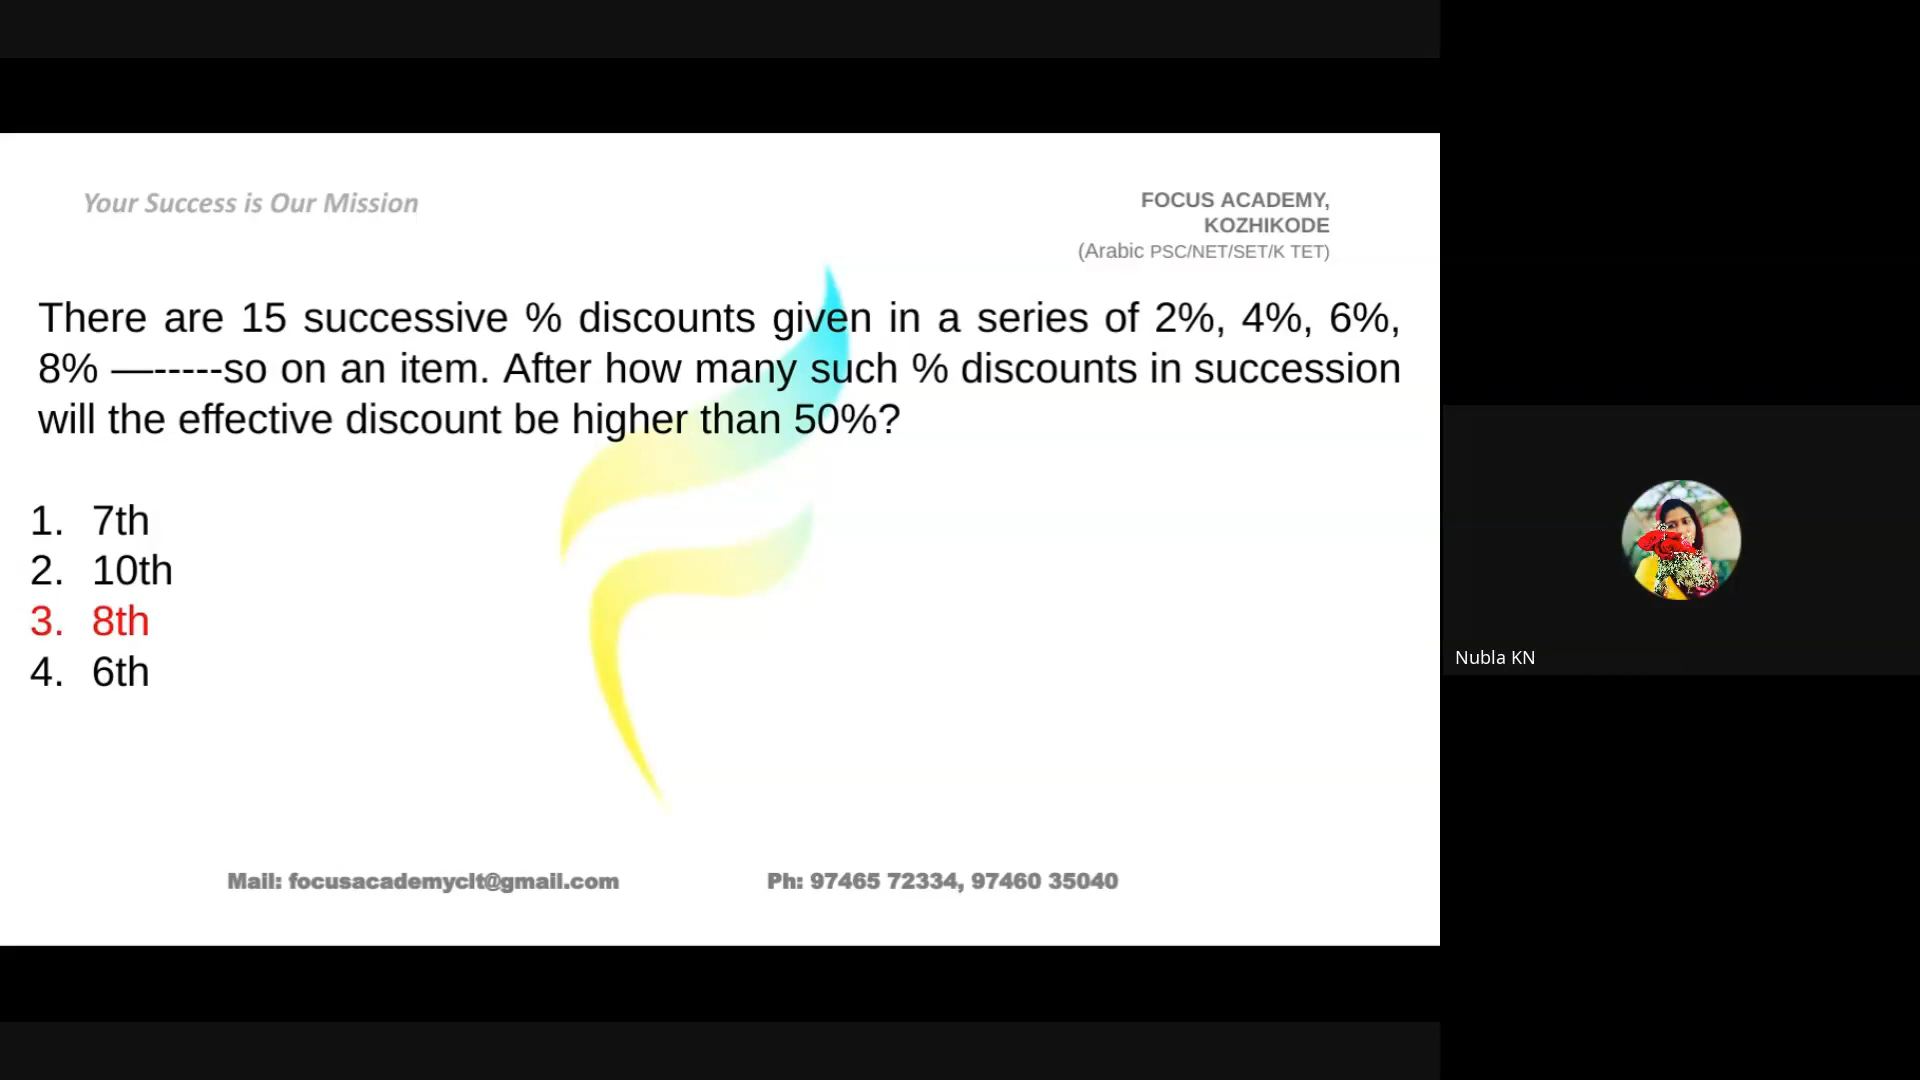 Your Success is Our Mission
FOCUS ACADEMY,
KOZHIKODE
(Arabic PSC/NET/SET/K TET)
There are 15 successive % discounts given in a series of 2%, 4%, 6%,
8% —-----so on an item. After how many such % discounts in succession
will the effective discount be higher than 50%?
1. 7th
2. 10th
3. 8th
4. 6th
Nubla KN
Mail: focusacademyclt@gmail.com Ph: 97465 72334, 97460 35040